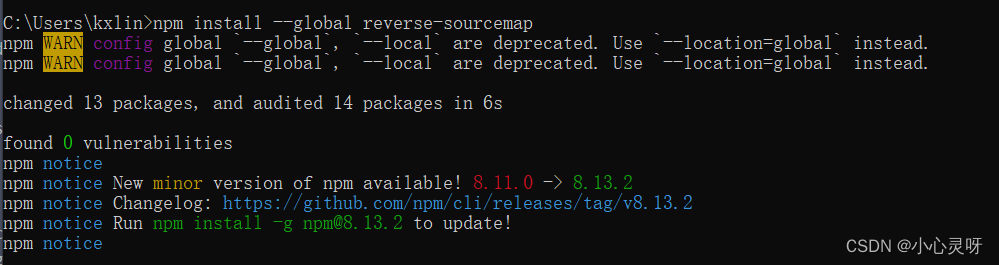 C:\Users\kxlin>npm install --global reverse-sourcemap
npm WARN config global `--global`, `--local` are deprecated. Use `--location=global` instead.
npm WARN config global `--global`, `--local` are deprecated. Use `--location=global` instead.
changed 13 packages, and audited 14 packages in 6s
found 0 vulnerabilities
npm notice
npm notice New minor version of npm available! 8.11.0 -> 8.13.2
npm notice Changelog: https://github.com/npm/cli/releases/tag/v8.13.2
npm notice Run npm install -g npm@8.13.2 to update!
npm notice
CSDN @小心灵呀